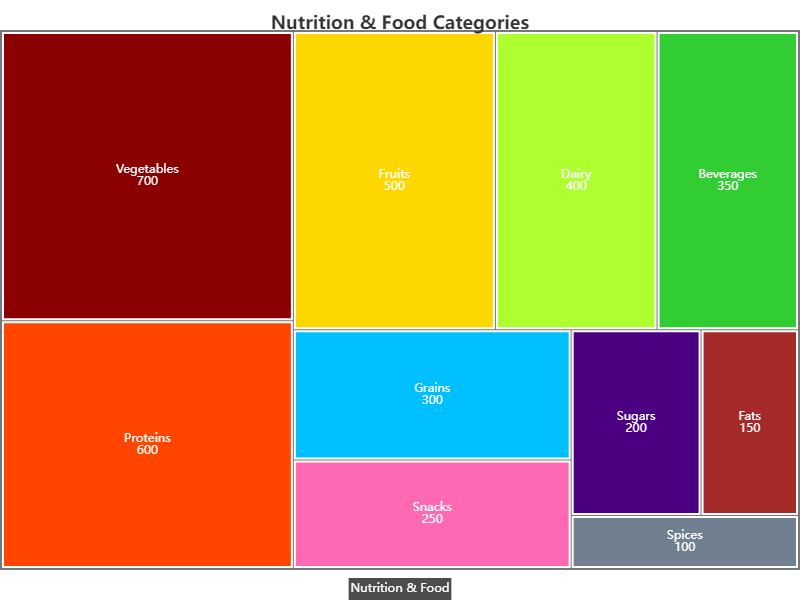 Nutrition & Food Categories
Vegetables
700
Fruits
500
Dairy
400
Beverages
350
Proteins
600
Grains
300
Snacks
250
Sugars
200
Fats
150
Spices
100
Nutrition & Food